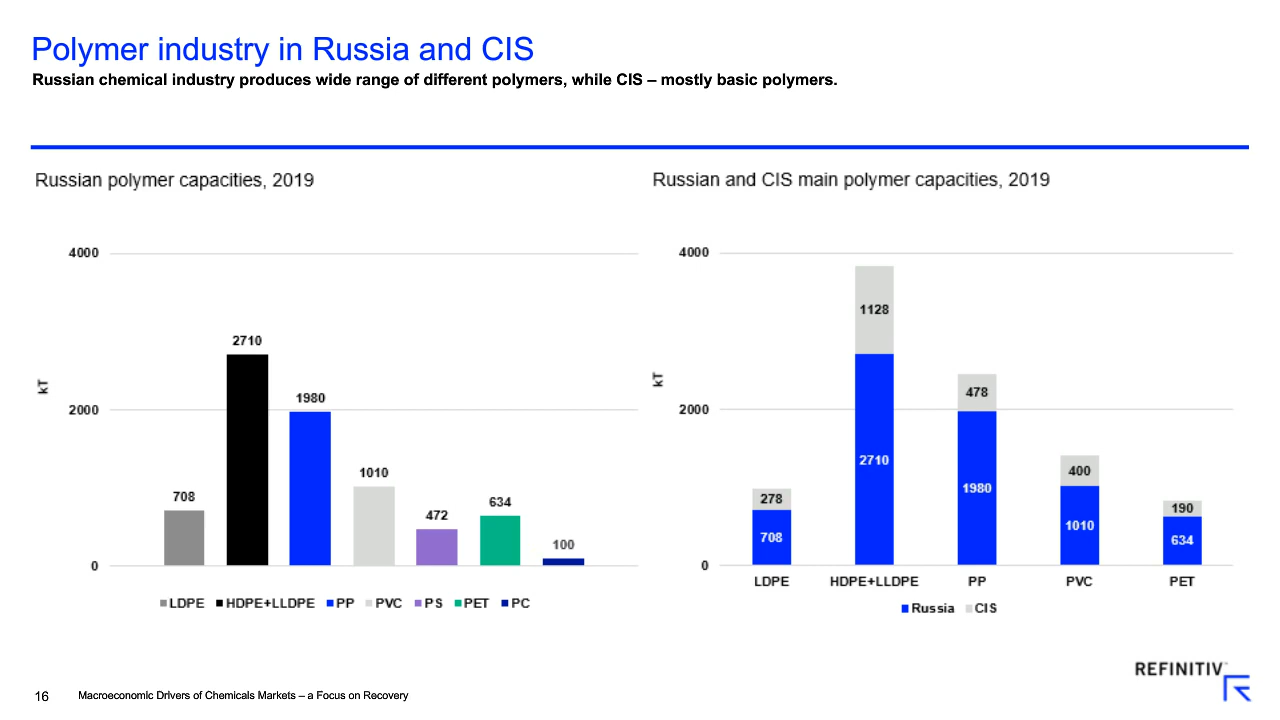 Polymer industry in Russia and CIS
Russian chemical industry produces wide range of different polymers, while CIS – mostly basic polymers.
Russian polymer capacities, 2019
4000
2000
0
kT
708
2710
1980
1010
472
634
100
LDPE HDPE+LLDPE PP PVC PS PET PC
Russian and CIS main polymer capacities, 2019
4000
2000
0
kT
278
708
1128
2710
478
1980
400
1010
190
634
LDPE HDPE+LLDPE PP PVC PET
Russia CIS
REFINITIV
16 Macroeconomic Drivers of Chemicals Markets – a Focus on Recovery